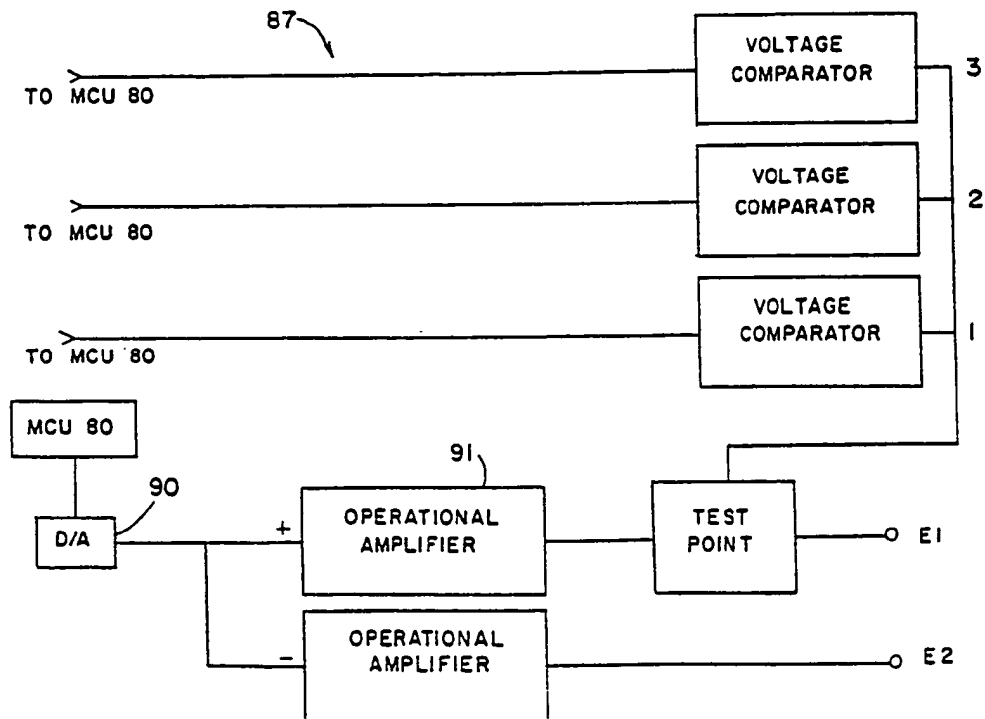 87
VOLTAGE
COMPARATOR
3
TO MCU 80
VOLTAGE
COMPARATOR
2
TO MCU 80
VOLTAGE
COMPARATOR
1
TO MCU 80
MCU 80
90
D/A
91
+
OPERATIONAL
AMPLIFIER
TEST
POINT
E1
-
OPERATIONAL
AMPLIFIER
E2